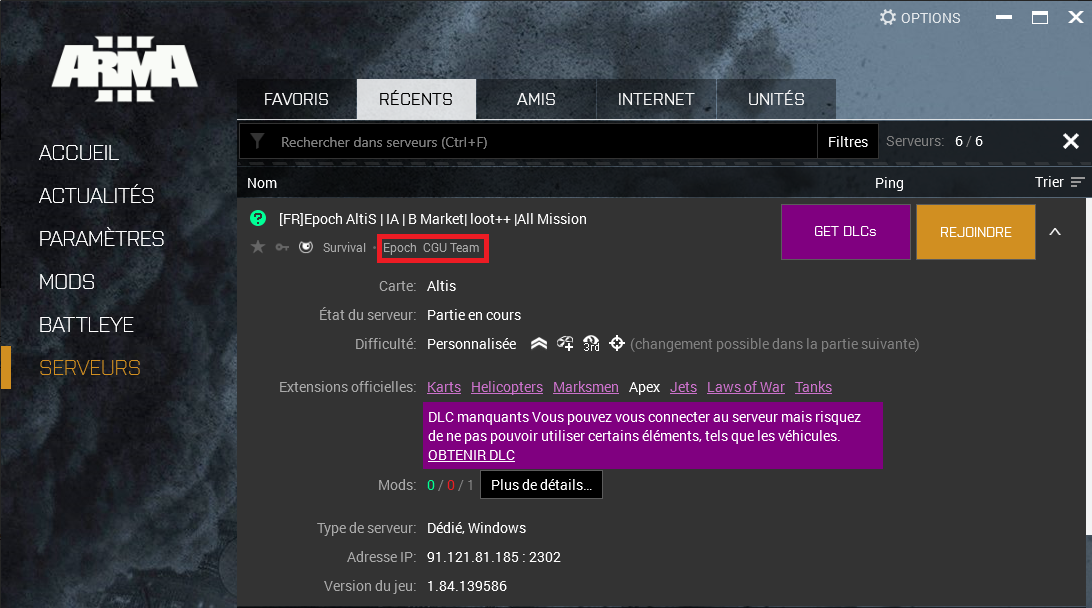 OPTIONS
ARMA III
FAVORIS RÉCENTS AMIS INTERNET UNITÉS
Rechercher dans serveurs (Ctrl+F) Filtres Serveurs: 6 / 6
ACCUEIL
ACTUALITÉS
PARAMÈTRES
MODS
BATTLEYE
SERVEURS
Nom Ping Trier
[FR]Epoch AltiS | IA | B Market| loot++ |All Mission
Survival • Epoch CGU Team
GET DLCs REJOINDRE
Carte: Altis
État du serveur: Partie en cours
Difficulté: Personnalisée 3rd (changement possible dans la partie suivante)
Extensions officielles: Karts Helicopters Marksmen Apex Jets Laws of War Tanks
DLC manquants Vous pouvez vous connecter au serveur mais risquez
de ne pas pouvoir utiliser certains éléments, tels que les véhicules.
OBTENIR DLC
Mods: 0 / 0 / 1 Plus de détails…
Type de serveur: Dédié, Windows
Adresse IP: 91.121.81.185 : 2302
Version du jeu: 1.84.139586